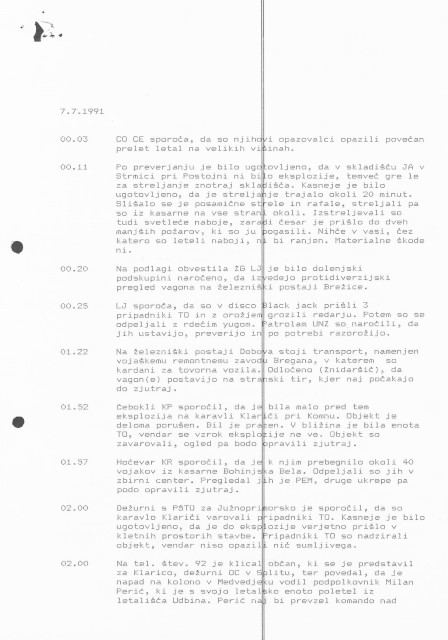 7.7.1991
00.03 CO CE sporoča, da so njihovi opazovalci opazili povečan
prelet letal na velikih višinah.
00.11 Po preverjanju je bilo ugotovljeno, da v skladišču JA v
Strmici pri Postojni ni bilo eksplozije, temveč gre le
za streljanje znotraj skladišča. Kasneje je bilo
ugotovljeno, da je streljanje trajalo okoli 20 minut.
Slišalo se je posamične strele in rafale, streljali pa
so iz kasarne na vse strani okoli. Izstreljevali so
tudi svetleče naboje, zaradi česar je prišlo do dveh
manjših požarov, ki so ju pogasili. Nihče v vasi, čez
katero so leteli naboji, ni bi ranjen. Materialne škode
ni.
00.20 Na podlagi obvestila ŽG LJ je bilo dolenjski
podskupini naročeno, da izvedejo protidiverzijski
pregled vagona na železniški postaji Brežice.
00.25 LJ sporoča, da so v disco Black jack prišli 3
pripadniki TO in z orožjem grozili redarju. Potem so se
odpeljali z rdečim yugom. Patrolam UNZ so naročili, da
jih ustavijo, preverijo in po potrebi razorožijo.
01.22 Na železniški postaji Dobova stoji transport, namenjen
vojaškemu remontnemu zavodu Bregana, v katerem so
kardani za tovorna vozila. Odločeno (Žnidaršič), da
vagon(e) postavijo na stranski tir, kjer naj počakajo
do zjutraj.
01.52 Cebokli KP sporočil, da je bila malo pred tem
eksplozija na karavli Klariči pri Komnu. Objekt je
deloma porušen. Bil je prazen. V bližina je bila enota
TO, vendar se vzrok eksplozije ne ve. Objekt so
zavarovali, ogled pa bodo opravili zjutraj.
01.57 Hočevar KR sporočil, da je k njim prebegnilo okoli 40
vojakov iz kasarne Bohinjska Bela. Odpeljali so jih v
zbirni center. Pregledal jih je PEM, druge ukrepe pa
bodo opravili zjutraj.
02.00 Dežurni s PŠTO za Južnoprimorsko je sporočil, da so
karavlo Klariči varovali pripadniki TO. Kasneje je bilo
ugotovljeno, da je do eksplozije verjetno prišlo v
kletnih prostorih stavbe. Pripadniki TO so nadzirali
objekt, vendar niso opazili nič sumljivega.
02.00 Na tel. štev. 92 je klical občan, ki se je predstavil
za Klarico, dežurni OC v Splitu, ter povedal, da je
napad na kolono v Medvedjeku vodil podpolkovnik Milan
Perić, ki je s svojo letalsko enoto poletel iz
letališča Udbina. Perić naj bi prevzel komando nad